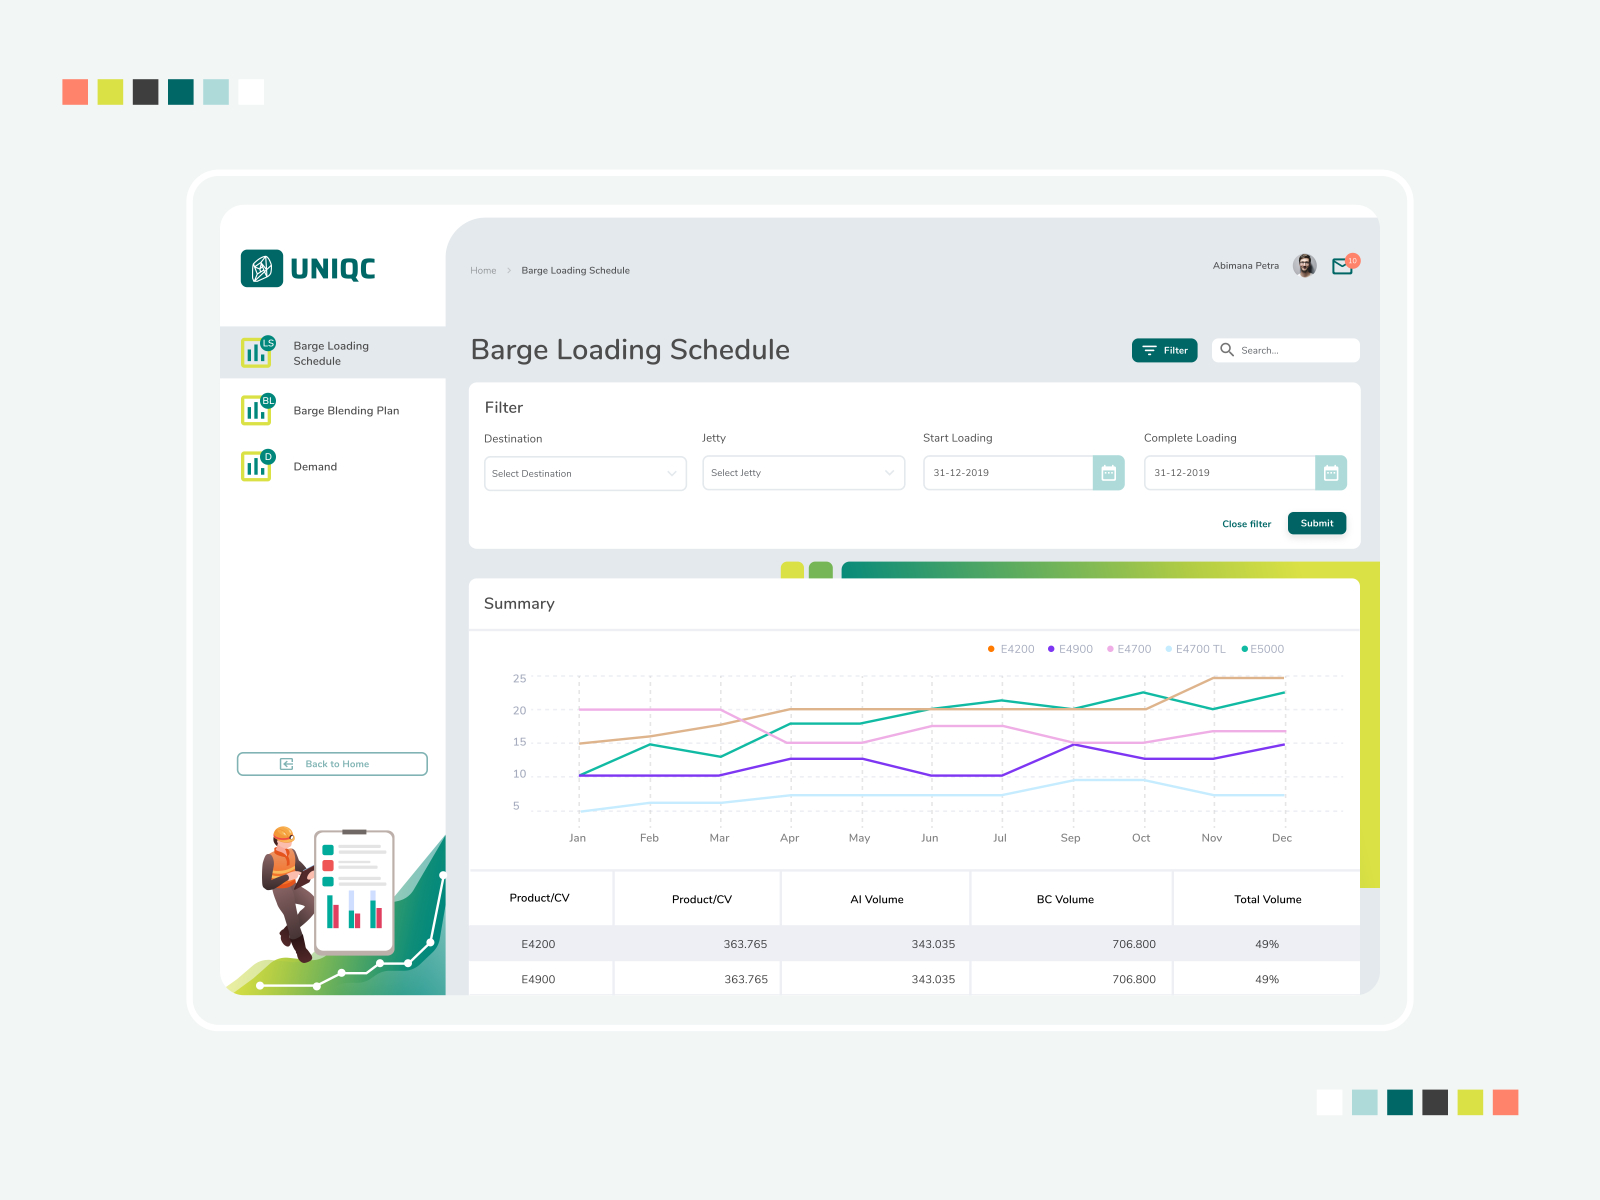 UNIQC
Home > Barge Loading Schedule
Abimana Petra
10
LS
Barge Loading
Schedule
BL
Barge Blending Plan
D
Demand
Back to Home
Barge Loading Schedule
Filter
Search...
Filter
Destination
Jetty
Start Loading
Complete Loading
Select Destination
Select Jetty
31-12-2019
31-12-2019
Close filter
Submit
Summary
E4200 E4900 E4700 E4700 TL E5000
25
20
15
10
5
Jan Feb Mar Apr May Jun Jul Sep Oct Nov Dec
Product/CV Product/CV AI Volume BC Volume Total Volume
E4200 363.765 343.035 706.800 49%
E4900 363.765 343.035 706.800 49%